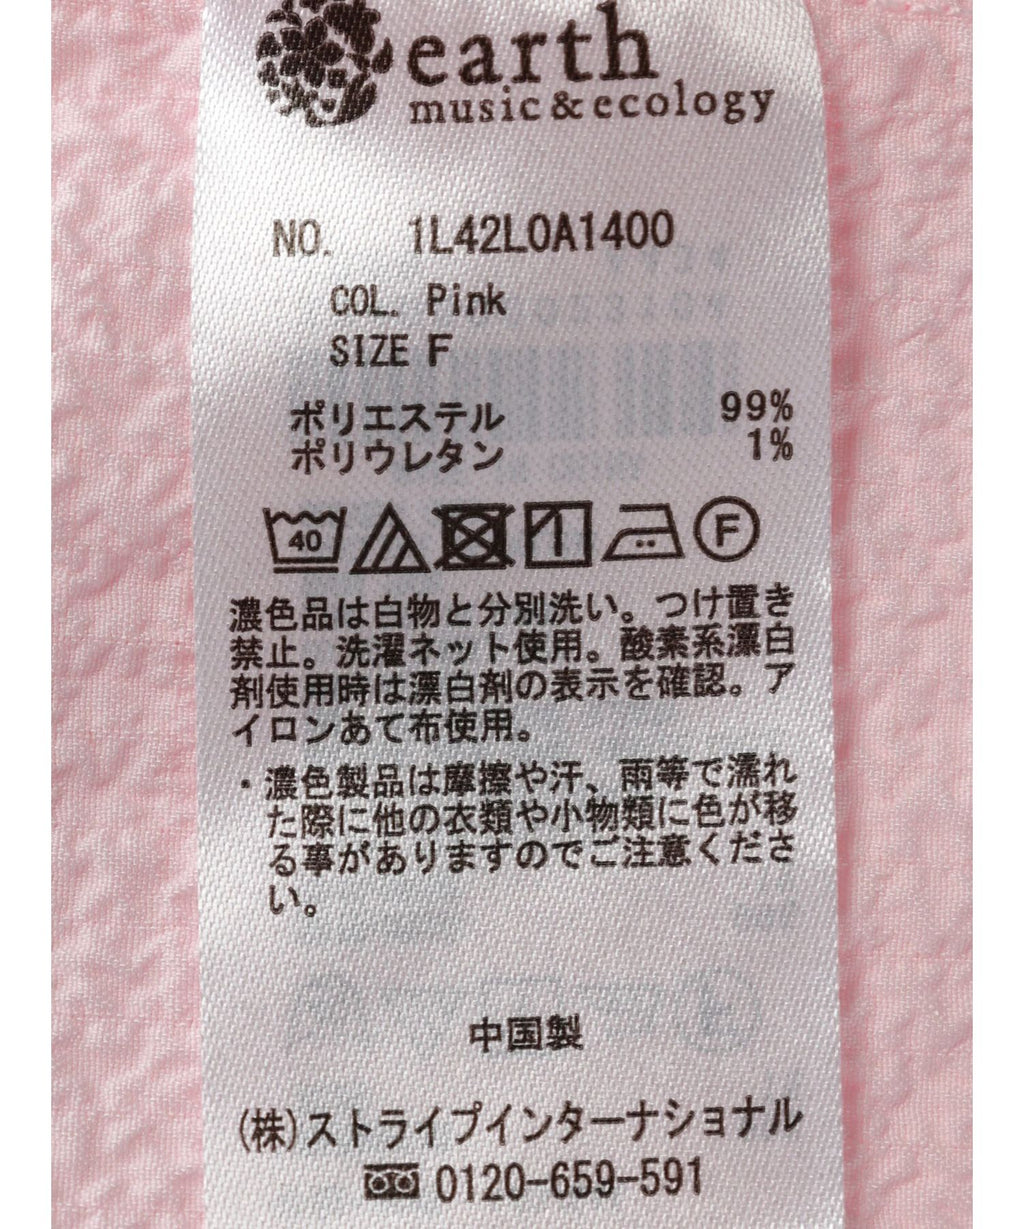 earth
music&ecology
NO. 1L42L0A1400
COL. Pink
SIZE F
ポリエステル 99%
ポリウレタン 1%
40 F
濃色品は白物と分別洗い。つけ置き
禁止。洗濯ネット使用。酸素系漂白
剤使用時は漂白剤の表示を確認。ア
イロンあて布使用。
・濃色製品は摩擦や汗、雨等で濡れ
た際に他の衣類や小物類に色が移
る事がありますのでご注意くださ
い。
中国製
(株)ストライプインターナショナル
0120-659-591